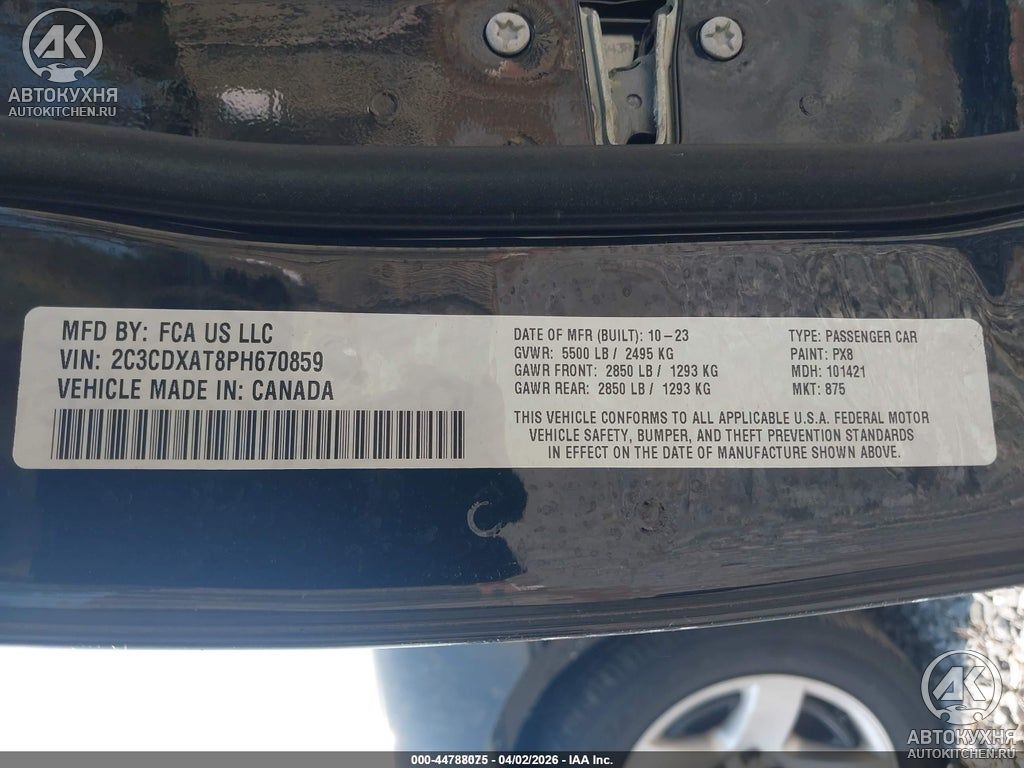 АК
АВТОКУХНЯ
AUTOKITCHEN.RU
MFD BY: FCA US LLC
VIN: 2C3CDXAT8PH670859
VEHICLE MADE IN: CANADA
DATE OF MFR (BUILT): 10-23
GVWR: 5500 LB / 2495 KG
GAWR FRONT: 2850 LB / 1293 KG
GAWR REAR: 2850 LB / 1293 KG
TYPE: PASSENGER CAR
PAINT: PX8
MDH: 101421
MKT: 875
THIS VEHICLE CONFORMS TO ALL APPLICABLE U.S.A. FEDERAL MOTOR
VEHICLE SAFETY, BUMPER, AND THEFT PREVENTION STANDARDS
IN EFFECT ON THE DATE OF MANUFACTURE SHOWN ABOVE.
АК
АВТОКУХНЯ
AUTOKITCHEN.RU
000-44788075 - 04/02/2026 - IAA Inc.